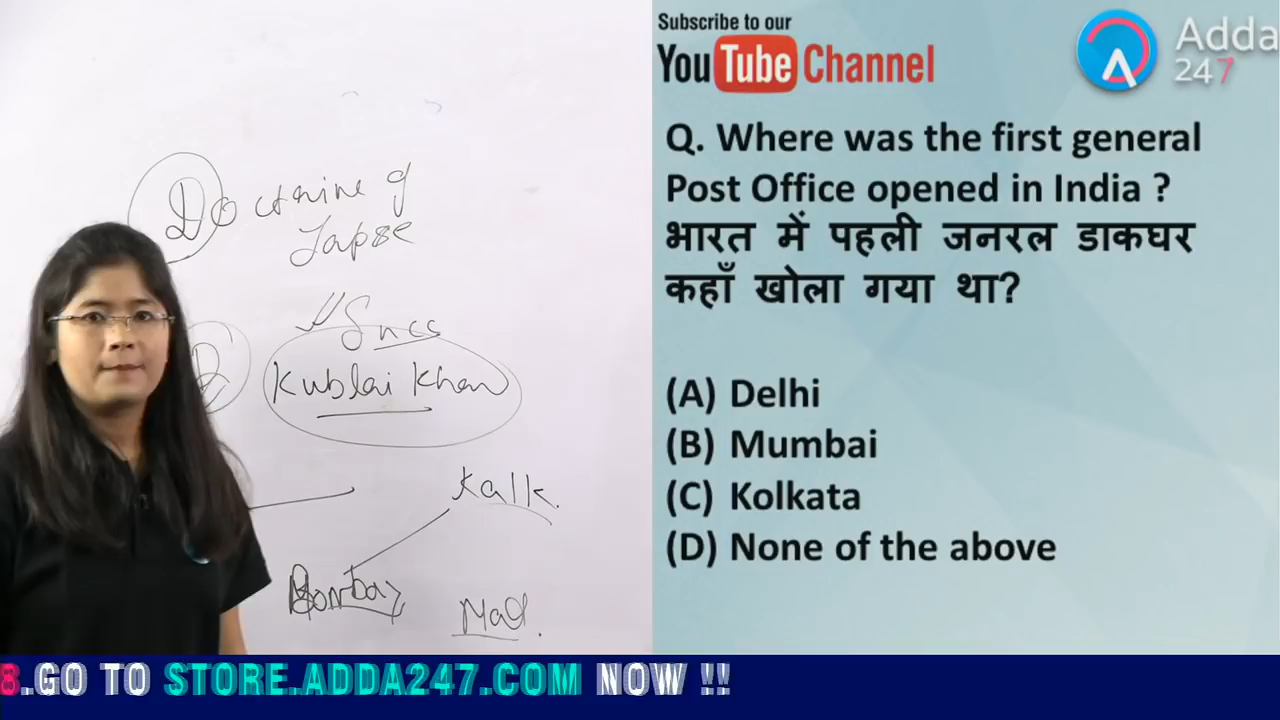 Doctrine of
Lapse
Kublai Khan
Kalk.
Bombay
Mad.
Subscribe to our
YouTube Channel
Adda
247
Q. Where was the first general
Post Office opened in India ?
भारत में पहली जनरल डाकघर
कहाँ खोला गया था?
(A) Delhi
(B) Mumbai
(C) Kolkata
(D) None of the above
8.GO TO STORE.ADDA247.COM NOW !!